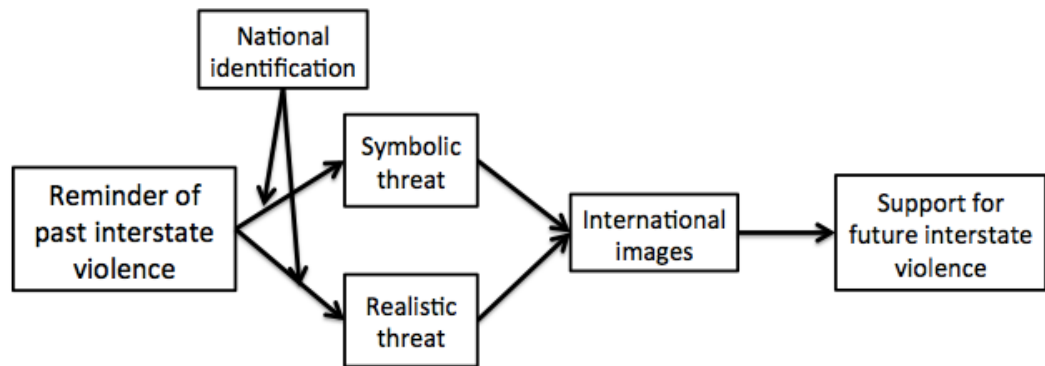 National
identification
Symbolic
threat
Reminder of
past interstate
violence
International
images
Support for
future interstate
violence
Realistic
threat